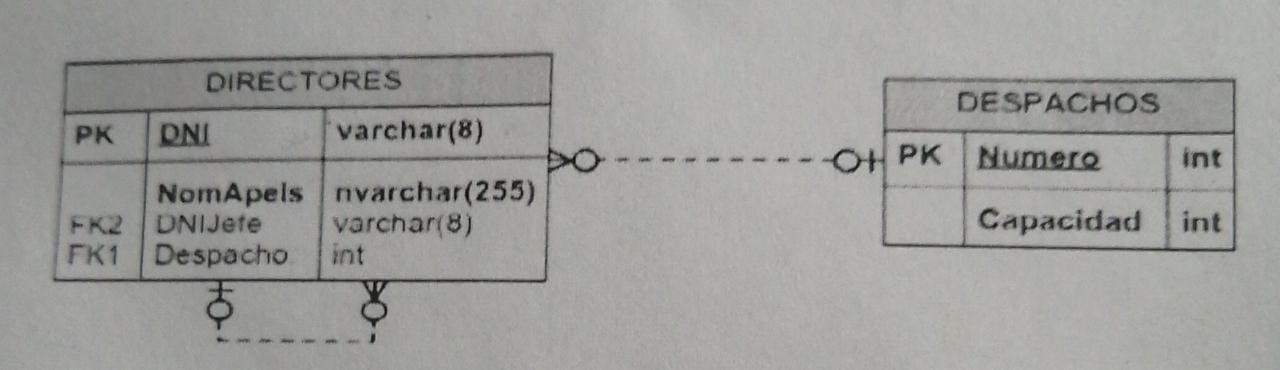 DIRECTORES
PK DNI varchar(8)
NomApels nvarchar(255)
FK2 DNIJefe varchar(8)
FK1 Despacho int
DESPACHOS
PK Numero int
Capacidad int